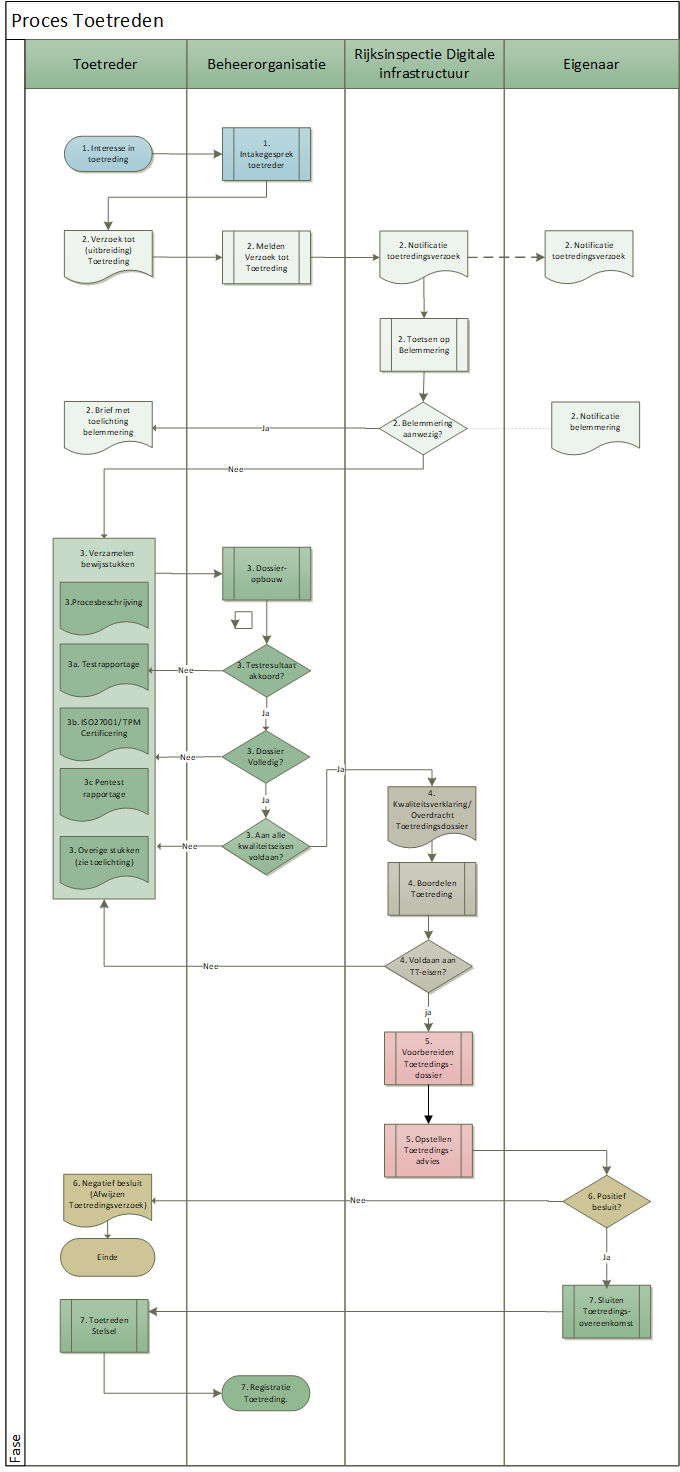 Proces Toetreden
Toetreder
Beheerorganisatie
Rijksinspectie Digitale
infrastructuur
Eigenaar
1. Interesse in
toetreding
1.
Intakegesprek
toetreder
2. Verzoek tot
(uitbreiding)
Toetreding
2. Melden
Verzoek tot
Toetreding
2. Notificatie
toetredingsverzoek
2. Notificatie
toetredingsverzoek
2. Toetsen op
Belemmering
2. Brief met
toelichting
belemmering
Ja
2. Belemmering
aanwezig?
2. Notificatie
belemmering
Nee
3. Verzamelen
bewijsstukken
3.Procesbeschrijving
3. Dossier-
opbouw
3a. Testrapportage
Nee
3. Testresultaat
akkoord?
Ja
3b. ISO27001/ TPM
Certificering
Nee
3. Dossier
Volledig?
Ja
3c Pentest
rapportage
Ja
3. Overige stukken
(zie toelichting)
Nee
3. Aan alle
kwaliteitseisen
voldaan?
4.
Kwaliteitsverklaring/
Overdracht
Toetredingsdossier
4. Boordelen
Toetreding
Nee
4. Voldaan aan
TT-eisen?
ja
5.
Voorbereiden
Toetredings-
dossier
5. Opstellen
Toetredings-
advies
6. Negatief besluit
(Afwijzen
Toetredingsverzoek)
Nee
6. Positief
besluit?
Einde
Ja
7. Toetreden
Stelsel
7. Sluiten
Toetredings-
overeenkomst
7. Registratie
Toetreding.
Fase